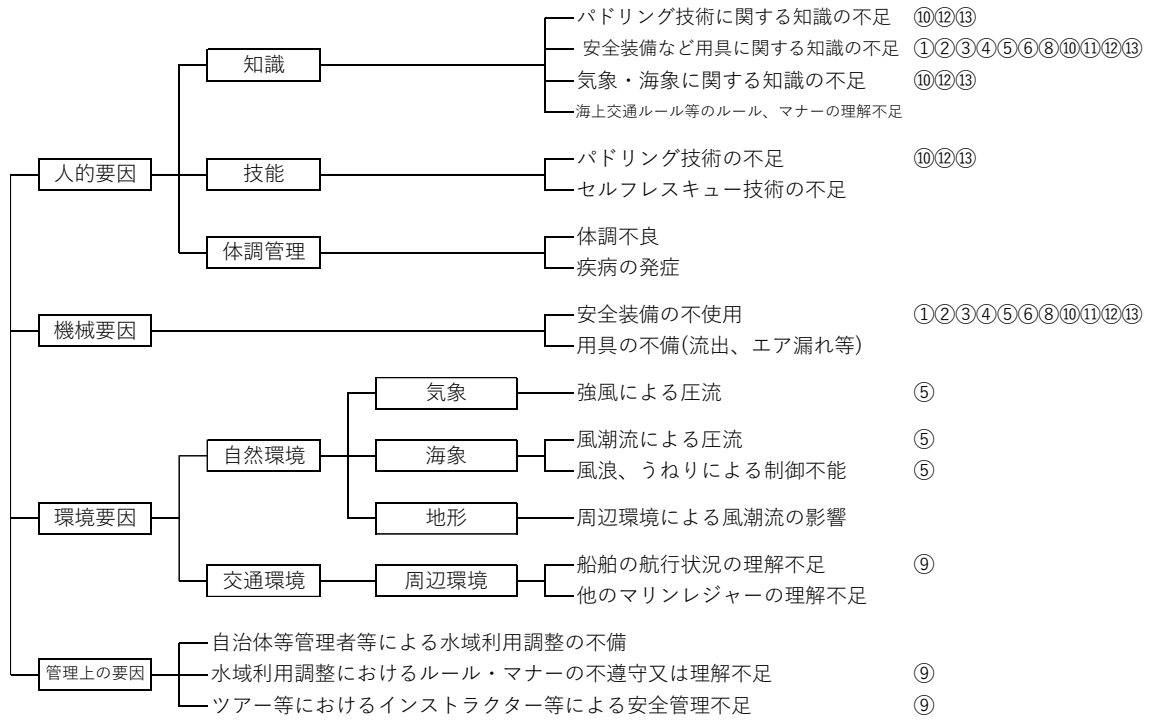 パドリング技術に関する知識の不足 ⑩⑫⑬
知識 安全装備など用具に関する知識の不足 ①②③④⑤⑥⑧⑩⑪⑫⑬
気象・海象に関する知識の不足 ⑩⑫⑬
海上交通ルール等のルール、マナーの理解不足
人的要因 技能 パドリング技術の不足 ⑩⑫⑬
セルフレスキュー技術の不足
体調管理 体調不良
疾病の発症
機械要因 安全装備の不使用 ①②③④⑤⑥⑧⑩⑪⑫⑬
用具の不備(流出、エア漏れ等)
気象 強風による圧流 ⑤
自然環境 海象 風潮流による圧流 ⑤
風浪、うねりによる制御不能 ⑤
環境要因 地形 周辺環境による風潮流の影響
交通環境 周辺環境 船舶の航行状況の理解不足 ⑨
他のマリンレジャーの理解不足
自治体等管理者等による水域利用調整の不備
管理上の要因 水域利用調整におけるルール・マナーの不遵守又は理解不足 ⑨
ツアー等におけるインストラクター等による安全管理不足 ⑨